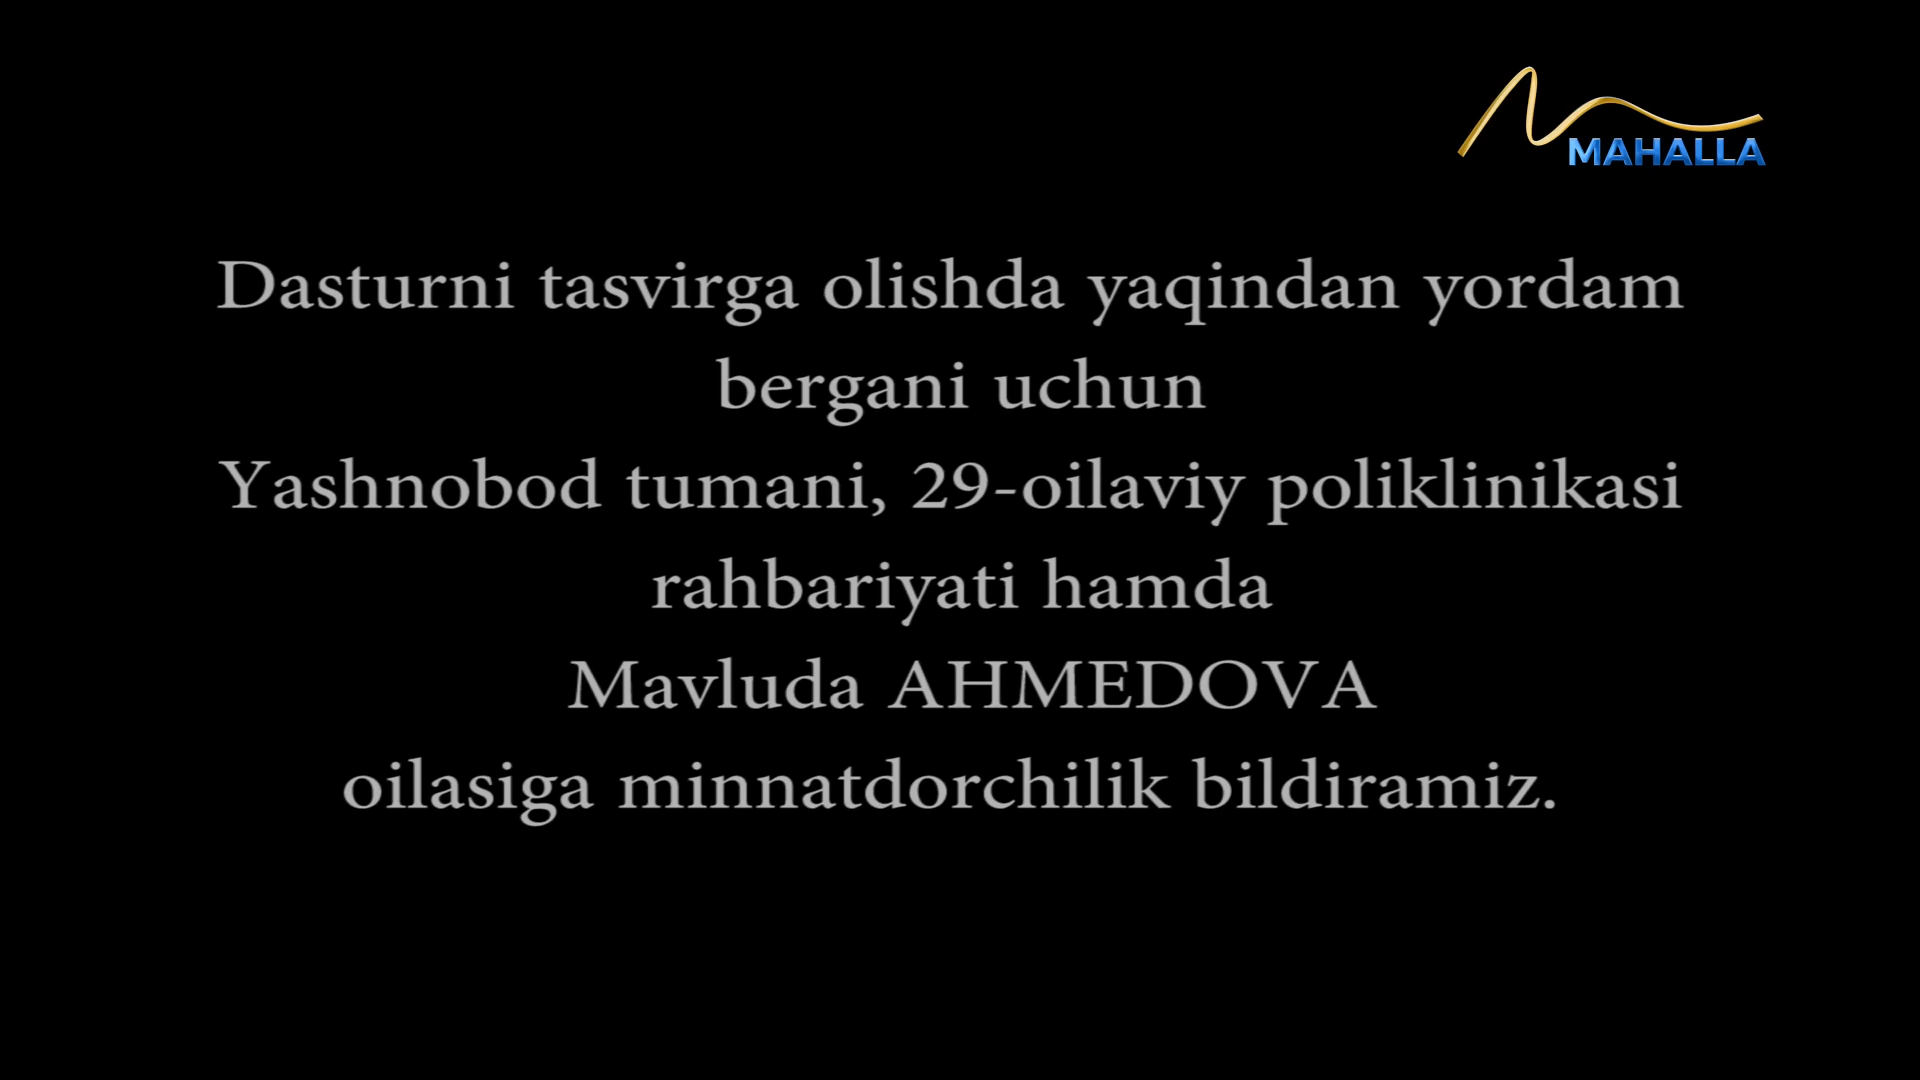 MAHALLA
Dasturni tasvirga olishda yaqindan yordam
bergani uchun
Yashnobod tumani, 29-oilaviy poliklinikasi
rahbariyati hamda
Mavluda AHMEDOVA
oilasiga minnatdorchilik bildiramiz.